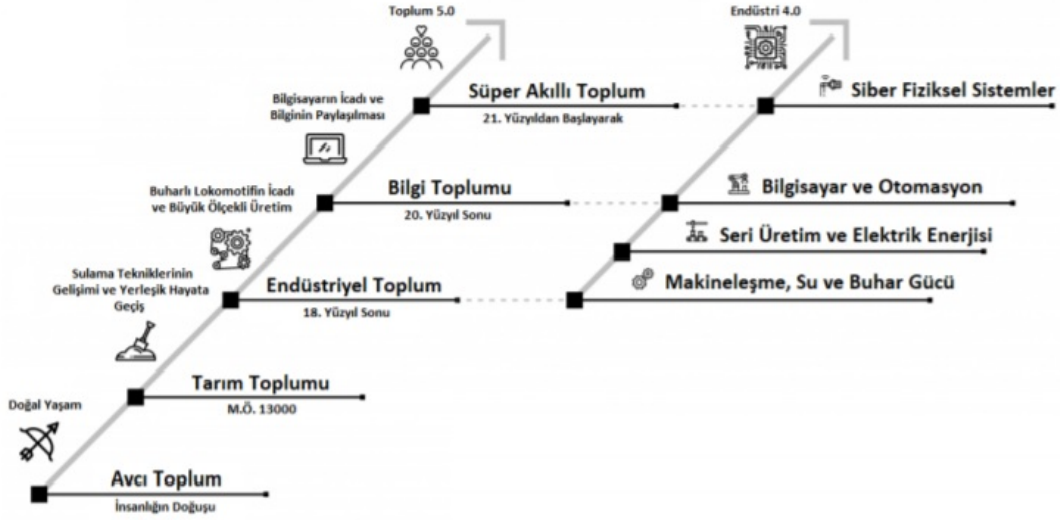 Toplum 5.0
Endüstri 4.0
Süper Akıllı Toplum
21. Yüzyıldan Başlayarak
Siber Fiziksel Sistemler
Bilgisayarın İcadı ve
Bilginin Paylaşılması
Bilgi Toplumu
20. Yüzyıl Sonu
Bilgisayar ve Otomasyon
Buharlı Lokomotifin İcadı
ve Büyük Ölçekli Üretim
Seri Üretim ve Elektrik Enerjisi
Endüstriyel Toplum
18. Yüzyıl Sonu
Makineleşme, Su ve Buhar Gücü
Sulama Tekniklerinin
Gelişimi ve Yerleşik Hayata
Geçiş
Tarım Toplumu
M.Ö. 13000
Doğal Yaşam
Avcı Toplum
İnsanlığın Doğuşu